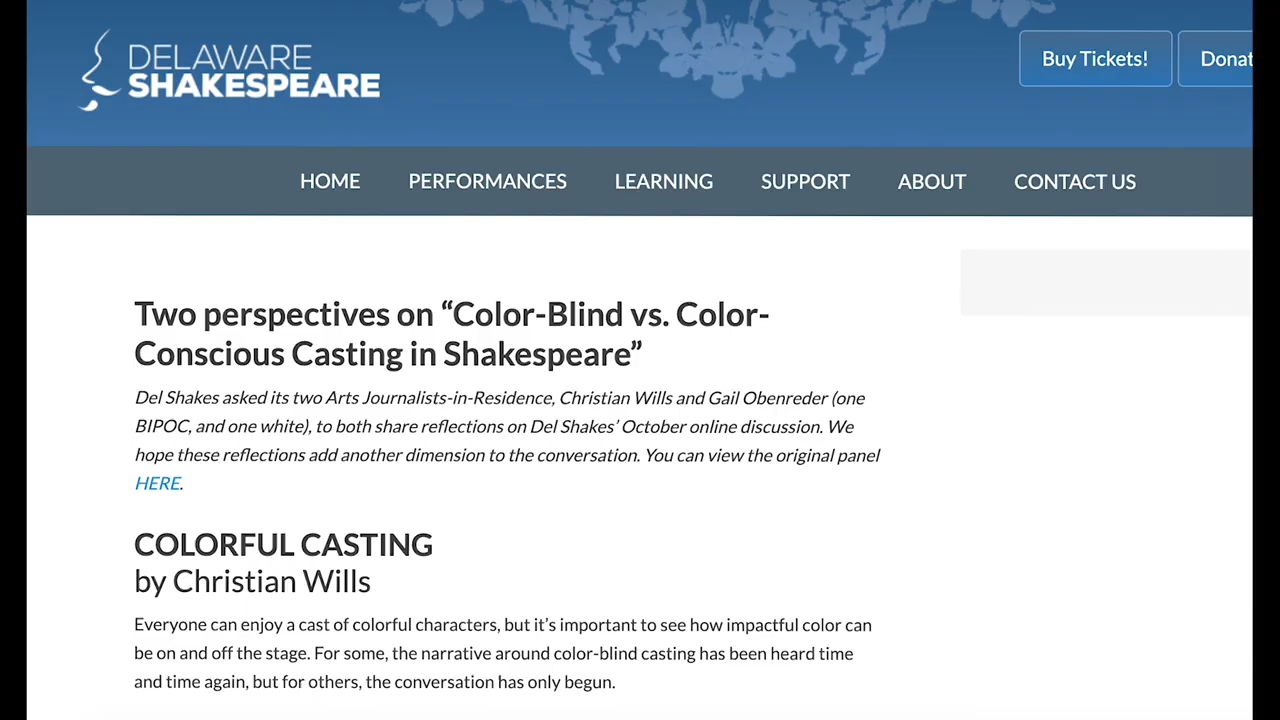 DELAWARE
SHAKESPEARE
Buy Tickets!
Donat
HOME PERFORMANCES LEARNING SUPPORT ABOUT CONTACT US
Two perspectives on “Color-Blind vs. Color-
Conscious Casting in Shakespeare”
Del Shakes asked its two Arts Journalists-in-Residence, Christian Wills and Gail Obenreder (one
BIPOC, and one white), to both share reflections on Del Shakes’ October online discussion. We
hope these reflections add another dimension to the conversation. You can view the original panel
HERE.
COLORFUL CASTING
by Christian Wills
Everyone can enjoy a cast of colorful characters, but it’s important to see how impactful color can
be on and off the stage. For some, the narrative around color-blind casting has been heard time
and time again, but for others, the conversation has only begun.